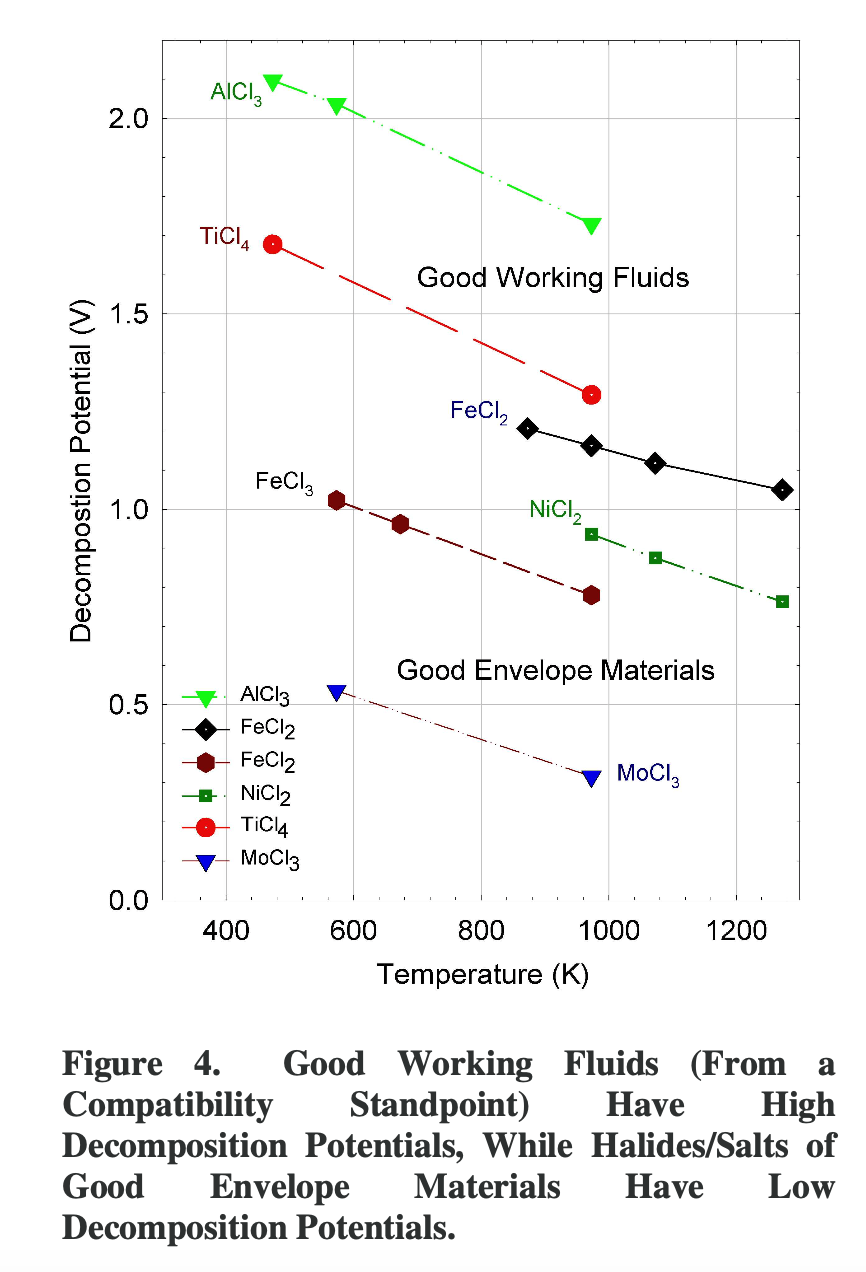 AlCl3
2.0
TiCl4
Good Working Fluids
1.5
FeCl2
FeCl3
1.0
NiCl2
Decompostion Potential (V)
Good Envelope Materials
AlCl3
0.5
FeCl2
FeCl2
MoCl3
NiCl2
TiCl4
MoCl3
0.0
400 600 800 1000 1200
Temperature (K)
Figure 4. Good Working Fluids (From a
Compatibility Standpoint) Have High
Decomposition Potentials, While Halides/Salts of
Good Envelope Materials Have Low
Decomposition Potentials.